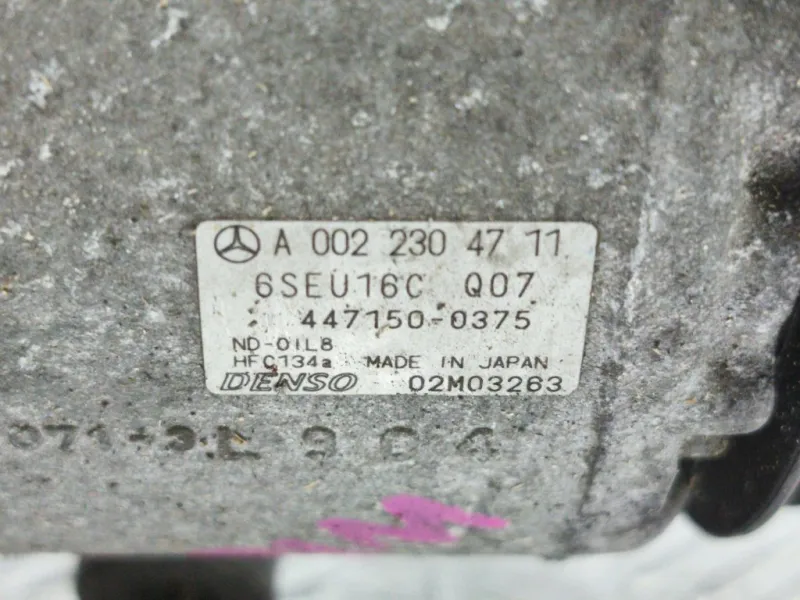 A 002 230 47 11
6SEU16C Q07
447150-0375
ND-OIL8
HFC134a MADE IN JAPAN
DENSO 02M03263